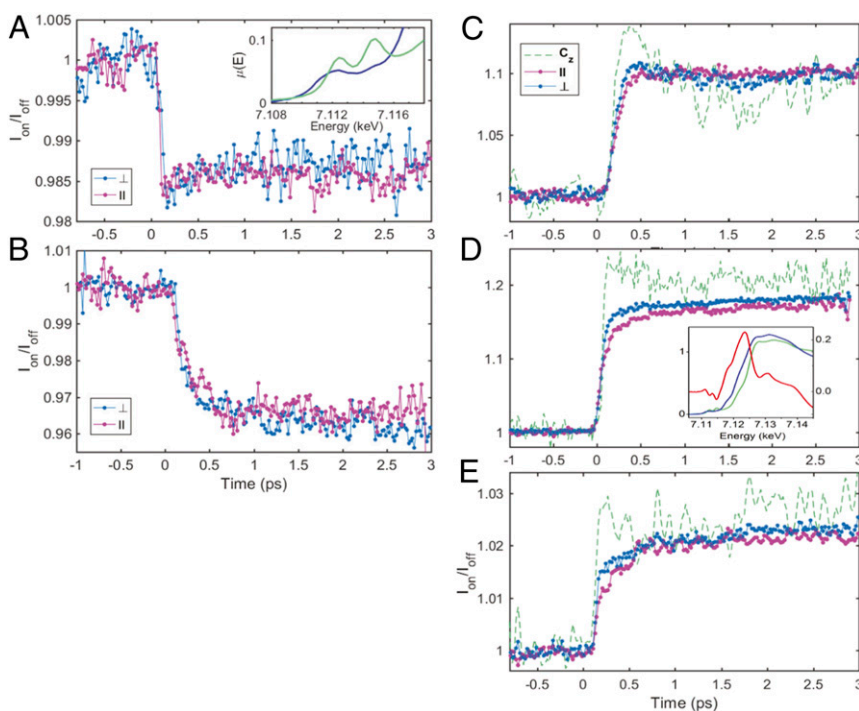 A
1.005
1
0.995
0.99
0.985
0.98
I_on/I_off
0.1
μ(E)
0
7.108 7.112 7.116
Energy (keV)
⊥
||
-1 -0.5 0 0.5 1 1.5 2 2.5 3
B
1.01
1
0.99
0.98
0.97
0.96
I_on/I_off
⊥
||
-1 -0.5 0 0.5 1 1.5 2 2.5 3
Time (ps)
C
1.1
1.05
1
C_z
||
⊥
-1 -0.5 0 0.5 1 1.5 2 2.5 3
D
1.2
1.1
1
1
0
0.2
0.0
7.11 7.12 7.13 7.14
Energy (keV)
-1 -0.5 0 0.5 1 1.5 2 2.5 3
E
1.03
1.02
1.01
1
I_on/I_off
-0.5 0 0.5 1 1.5 2 2.5 3
Time (ps)